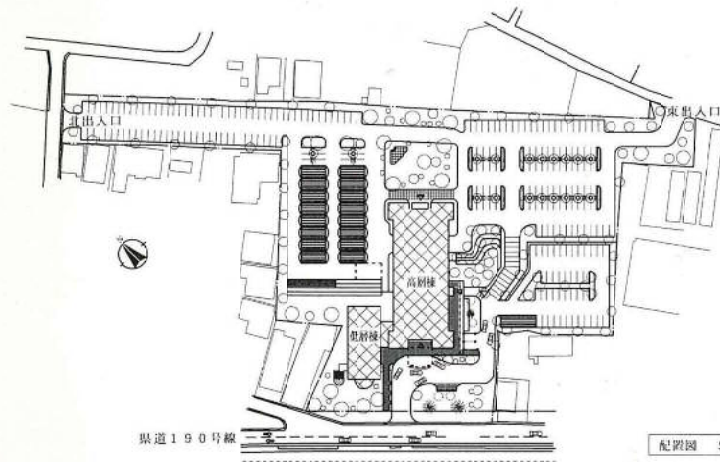 北出入口
東出入口
高層棟
低層棟
県道190号線
配置図